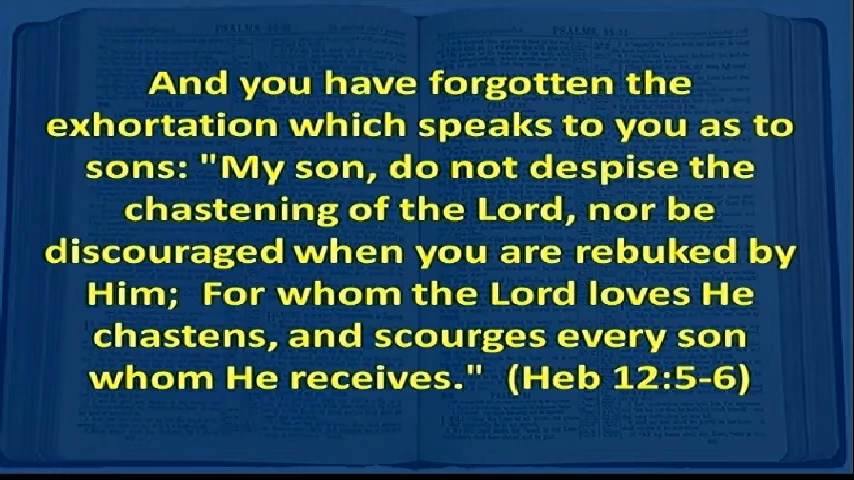 And you have forgotten the
exhortation which speaks to you as to
sons: "My son, do not despise the
chastening of the Lord, nor be
discouraged when you are rebuked by
Him;  For whom the Lord loves He
chastens, and scourges every son
whom He receives."  (Heb 12:5-6)